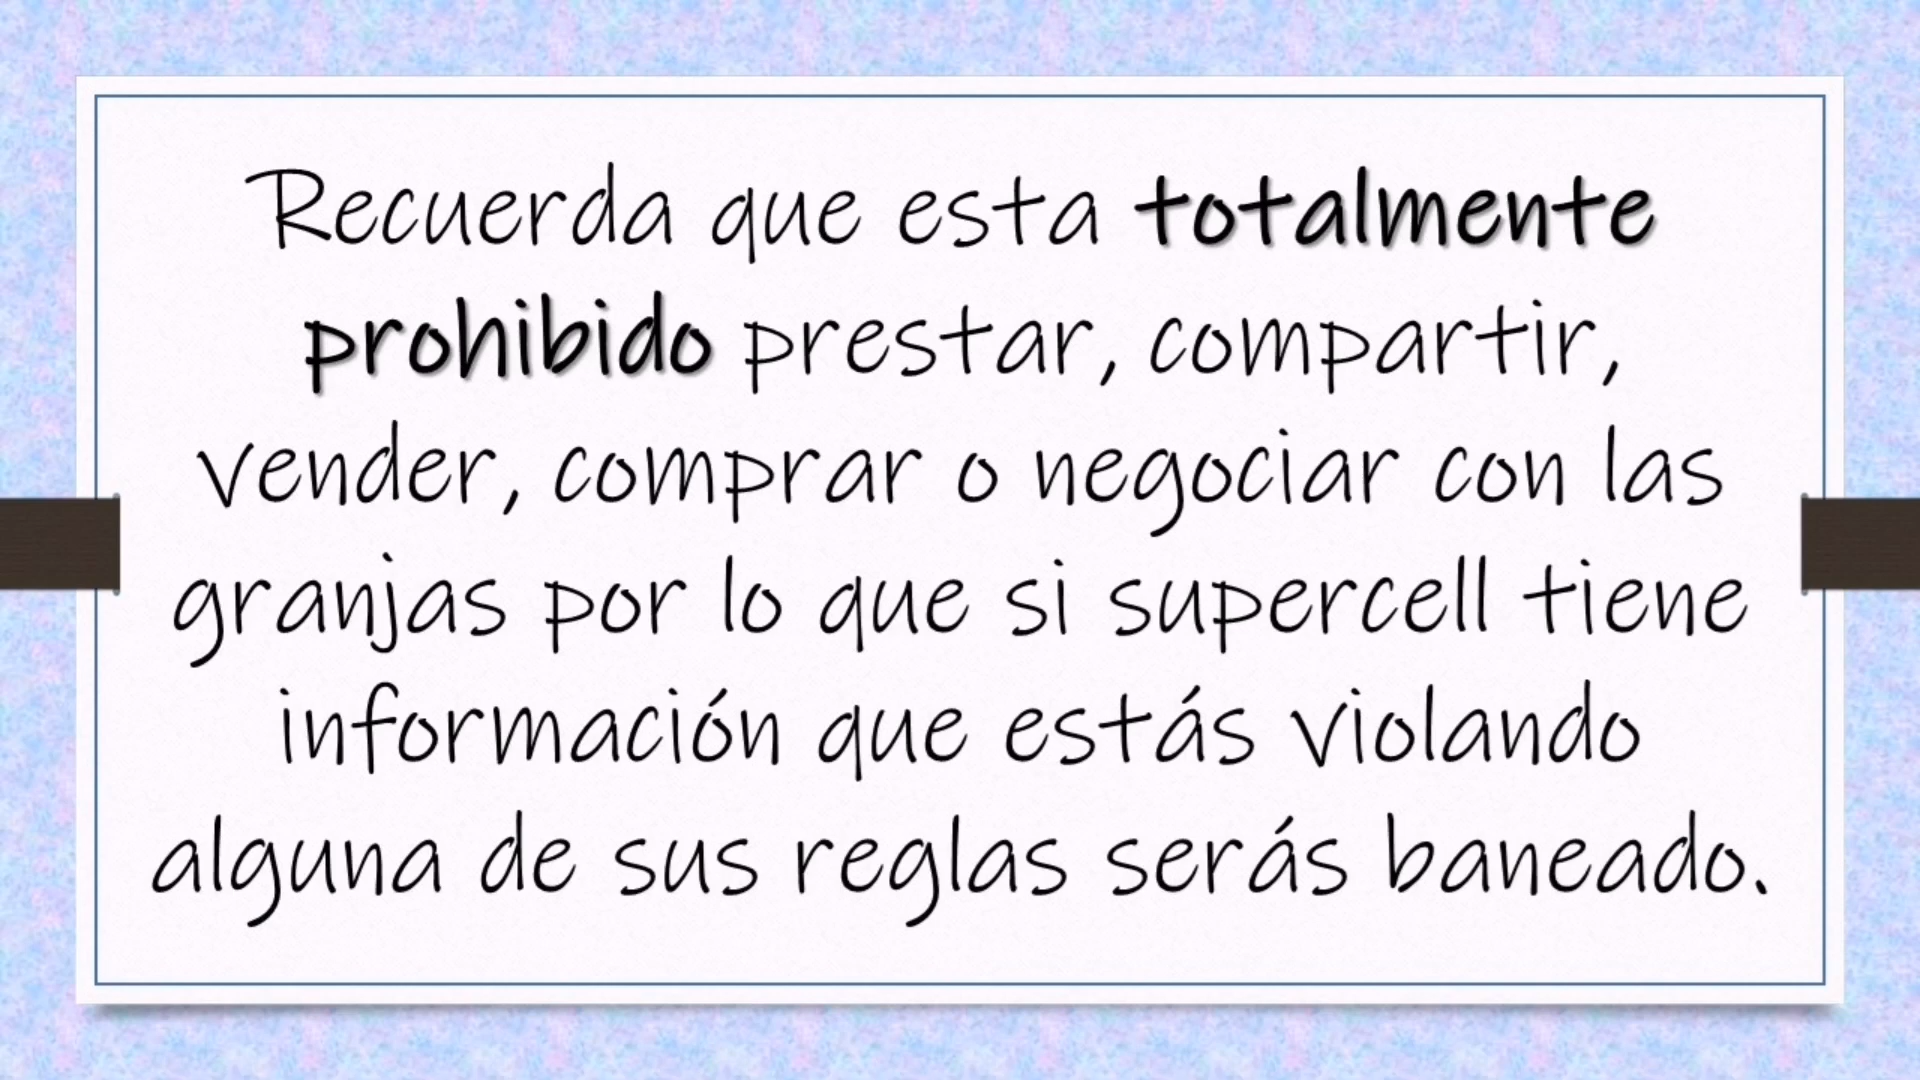 Recuerda que esta totalmente
prohibido prestar, compartir,
vender, comprar o negociar con las
granjas por lo que si supercell tiene
información que estás violando
alguna de sus reglas serás baneado.